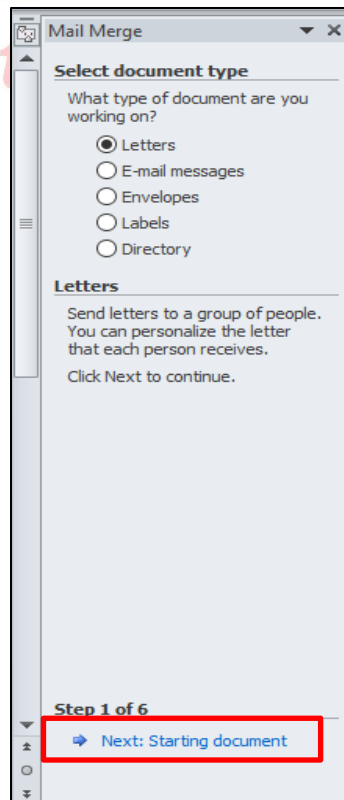 Mail Merge
Select document type
What type of document are you
working on?
Letters
E-mail messages
Envelopes
Labels
Directory
Letters
Send letters to a group of people.
You can personalize the letter
that each person receives.
Click Next to continue.
Step 1 of 6
Next: Starting document